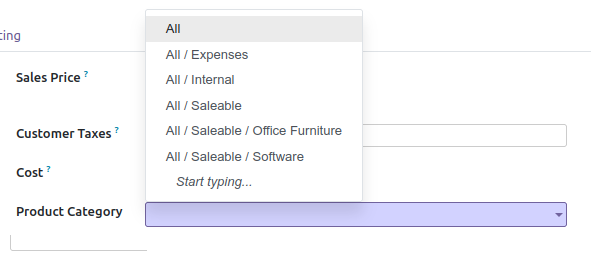 ing
All
All / Expenses
Sales Price ?
All / Internal
All / Saleable
Customer Taxes ?
All / Saleable / Office Furniture
All / Saleable / Software
Cost ?
Start typing...
Product Category